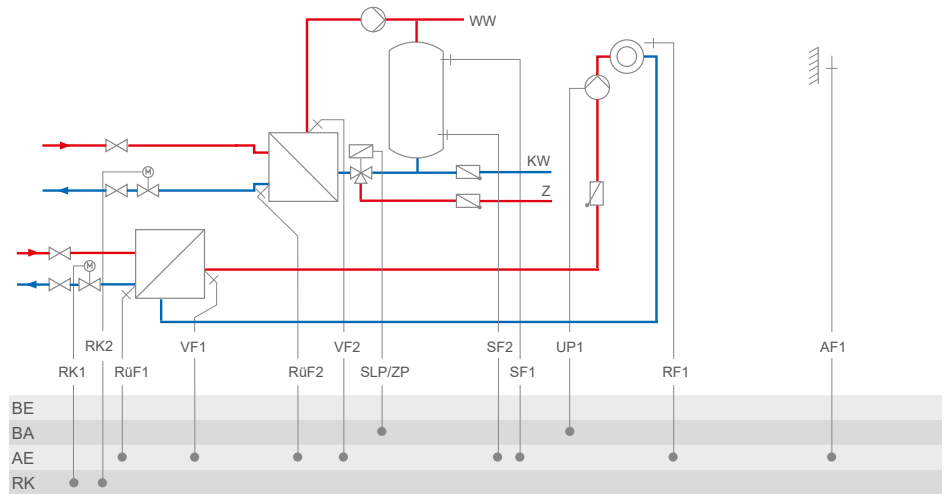 WW
M
KW
Z
M
RK2 VF1 VF2 SF2 UP1 AF1
RK1 RüF1 RüF2 SLP/ZP SF1 RF1
BE
BA
AE
RK